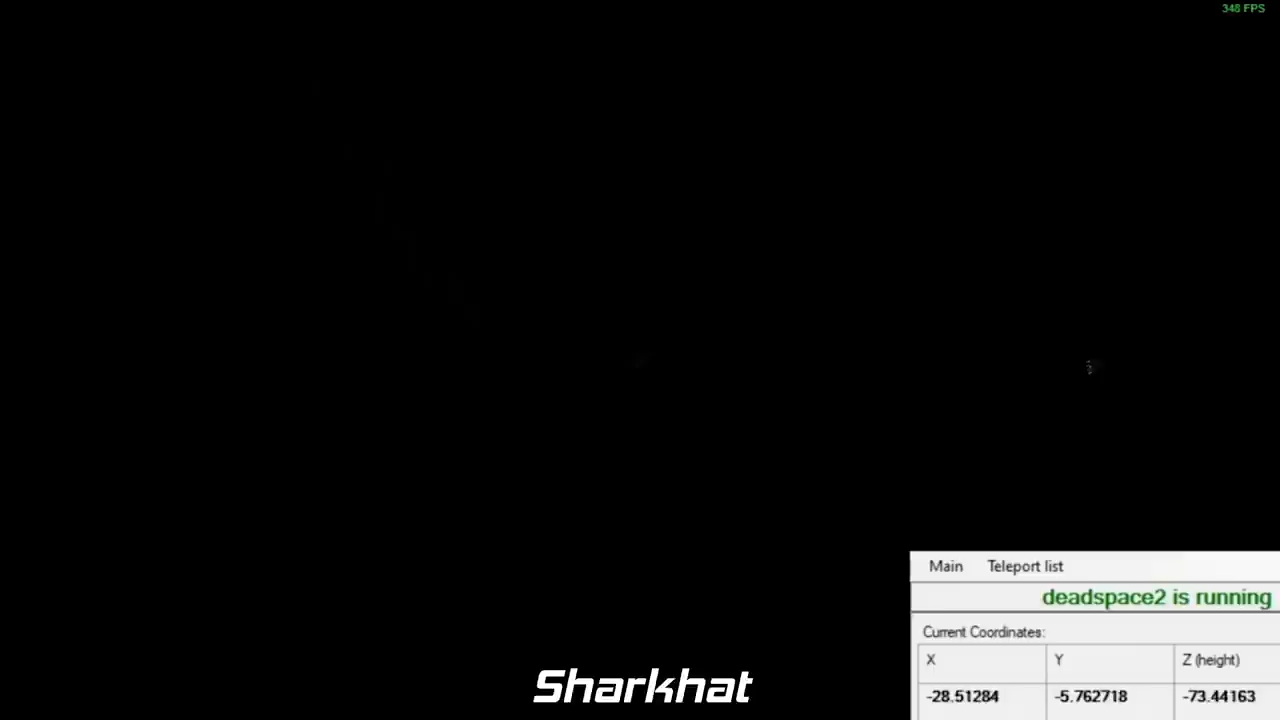 348 FPS
Main Teleport list
deadspace2 is running
Current Coordinates:
X Y Z (height)
-28.51284 -5.762718 -73.44163
Sharkhat